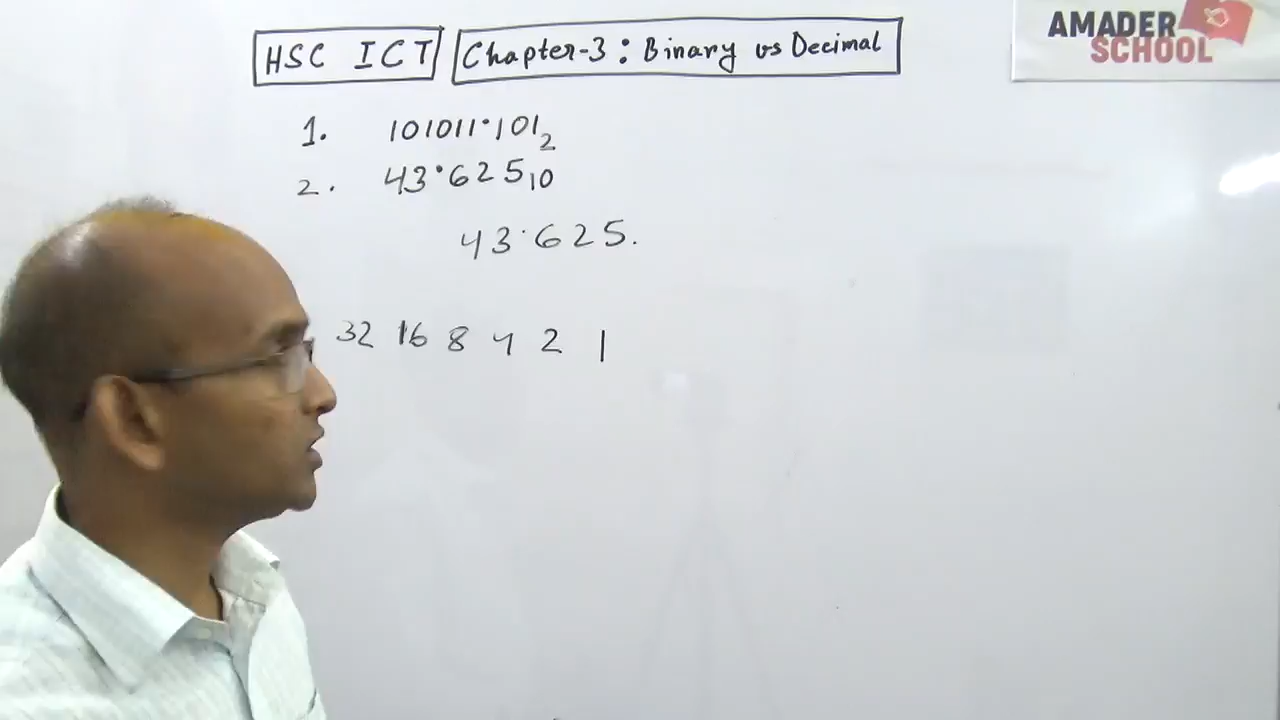 HSC ICT Chapter-3: Binary vs Decimal
AMADER
SCHOOL
1. 101011.101₂
2. 43.625₁₀
43.625.
32 16 8 4 2 1